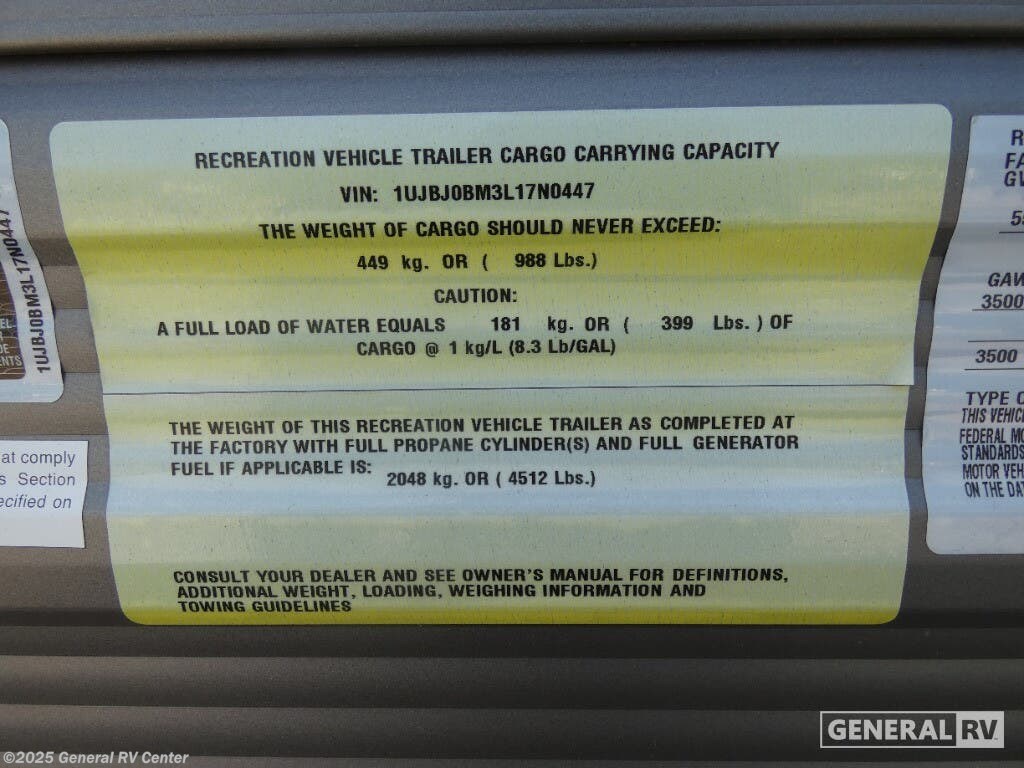 RECREATION VEHICLE TRAILER CARGO CARRYING CAPACITY
VIN: 1UJBJ0BM3L17N0447
THE WEIGHT OF CARGO SHOULD NEVER EXCEED:
449 kg. OR ( 988 Lbs.)
CAUTION:
A FULL LOAD OF WATER EQUALS 181 kg. OR ( 399 Lbs. ) OF
CARGO @ 1 kg/L (8.3 Lb/GAL)
THE WEIGHT OF THIS RECREATION VEHICLE TRAILER AS COMPLETED AT
THE FACTORY WITH FULL PROPANE CYLINDER(S) AND FULL GENERATOR
FUEL IF APPLICABLE IS:
2048 kg. OR ( 4512 Lbs.)
CONSULT YOUR DEALER AND SEE OWNER'S MANUAL FOR DEFINITIONS,
ADDITIONAL WEIGHT, LOADING, WEIGHING INFORMATION AND
TOWING GUIDELINES
1UJBJ0BM3L17N0447
at comply
Section
on
GAW
3500
3500
TYPE
THIS
FEDERAL
STANDARDS
MOTOR
ON THE
GENERAL RV
©2025 General RV Center